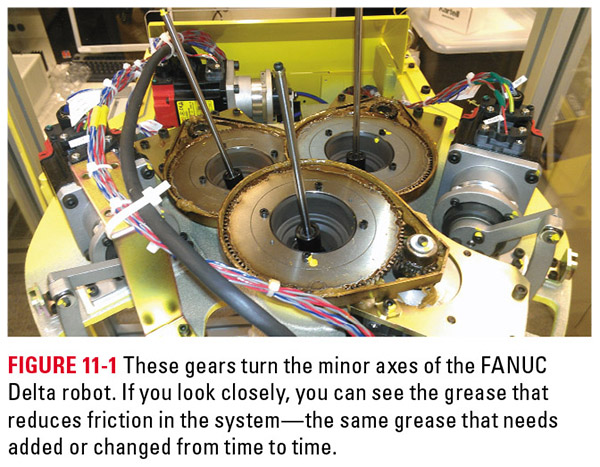 FIGURE 11-1 These gears turn the minor axes of the FANUC
Delta robot. If you look closely, you can see the grease that
reduces friction in the system—the same grease that needs
added or changed from time to time.